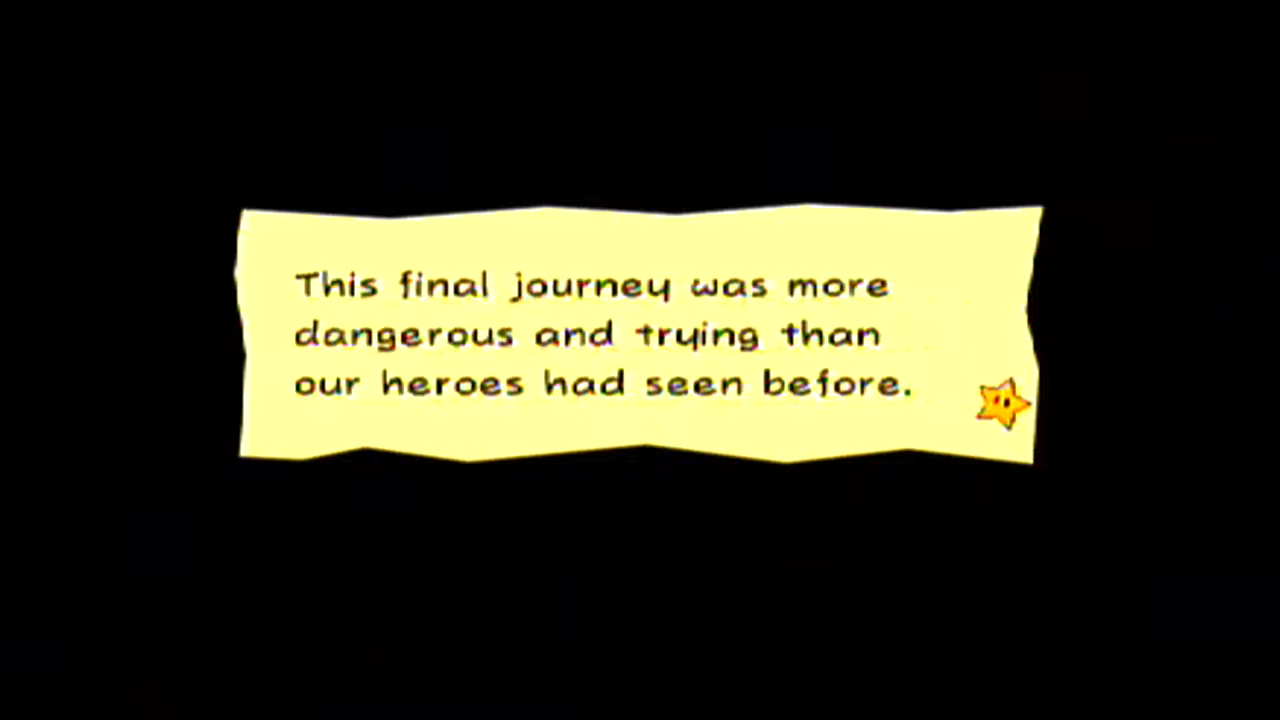 This final journey was more
dangerous and trying than
our heroes had seen before.